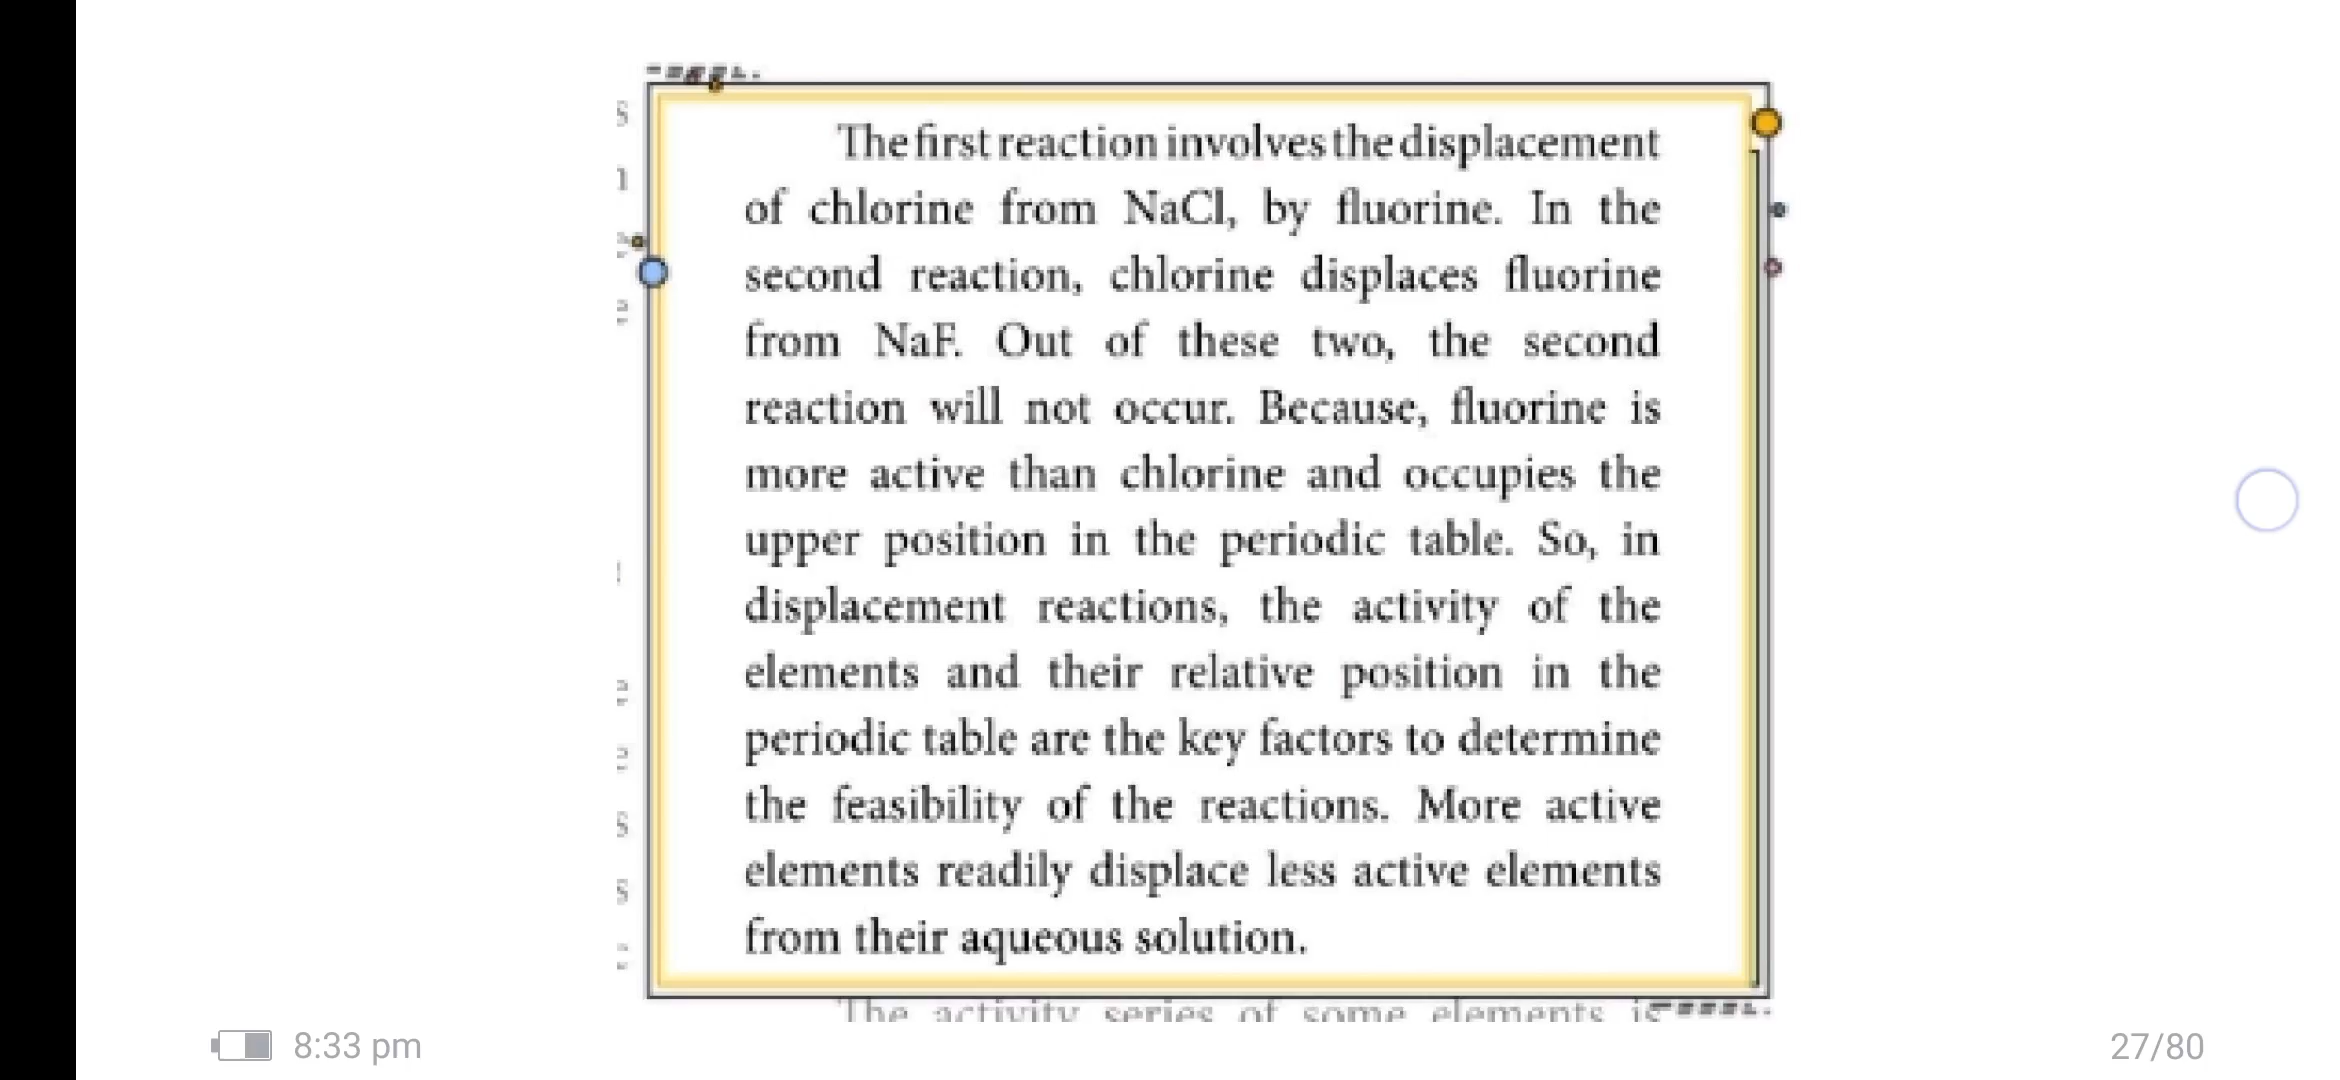 The first reaction involves the displacement
of chlorine from NaCl, by fluorine. In the
second reaction, chlorine displaces fluorine
from NaF. Out of these two, the second
reaction will not occur. Because, fluorine is
more active than chlorine and occupies the
upper position in the periodic table. So, in
displacement reactions, the activity of the
elements and their relative position in the
periodic table are the key factors to determine
the feasibility of the reactions. More active
elements readily displace less active elements
from their aqueous solution.
The activity series of some elements is
8:33 pm
27/80